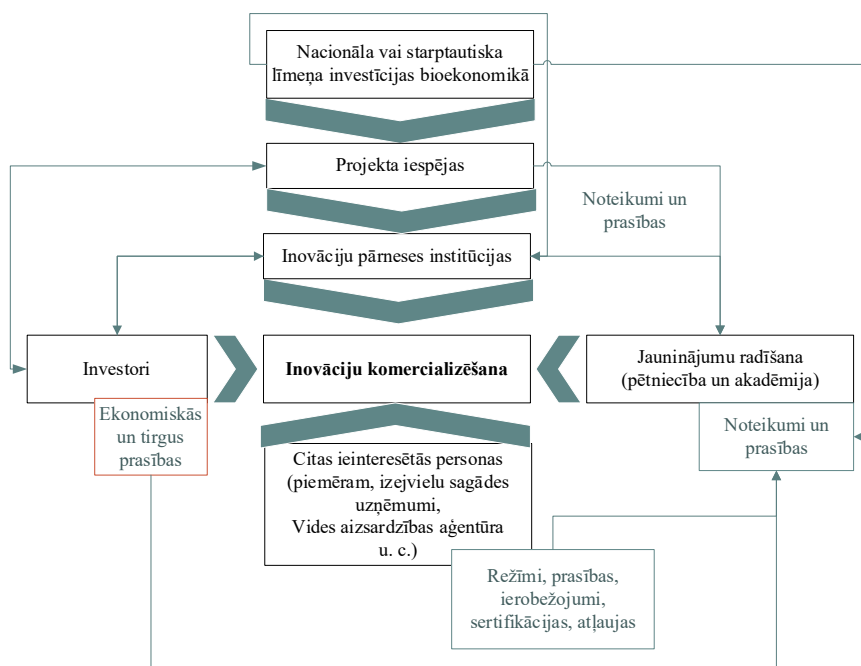 Nacionāla vai starptautiska
līmeņa investīcijas bioekonomikā
Projekta iespējas
Noteikumi un
prasības
Inovāciju pārneses institūcijas
Investori
Inovāciju komercializēšana
Jauninājumu radīšana
(pētniecība un akadēmija)
Ekonomiskās
un tirgus
prasības
Noteikumi un
prasības
Citas ieinteresētās personas
(piemēram, izejvielu sagādes
uzņēmumi,
Vides aizsardzības aģentūra
u. c.)
Režīmi, prasības,
ierobežojumi,
sertifikācijas, atļaujas